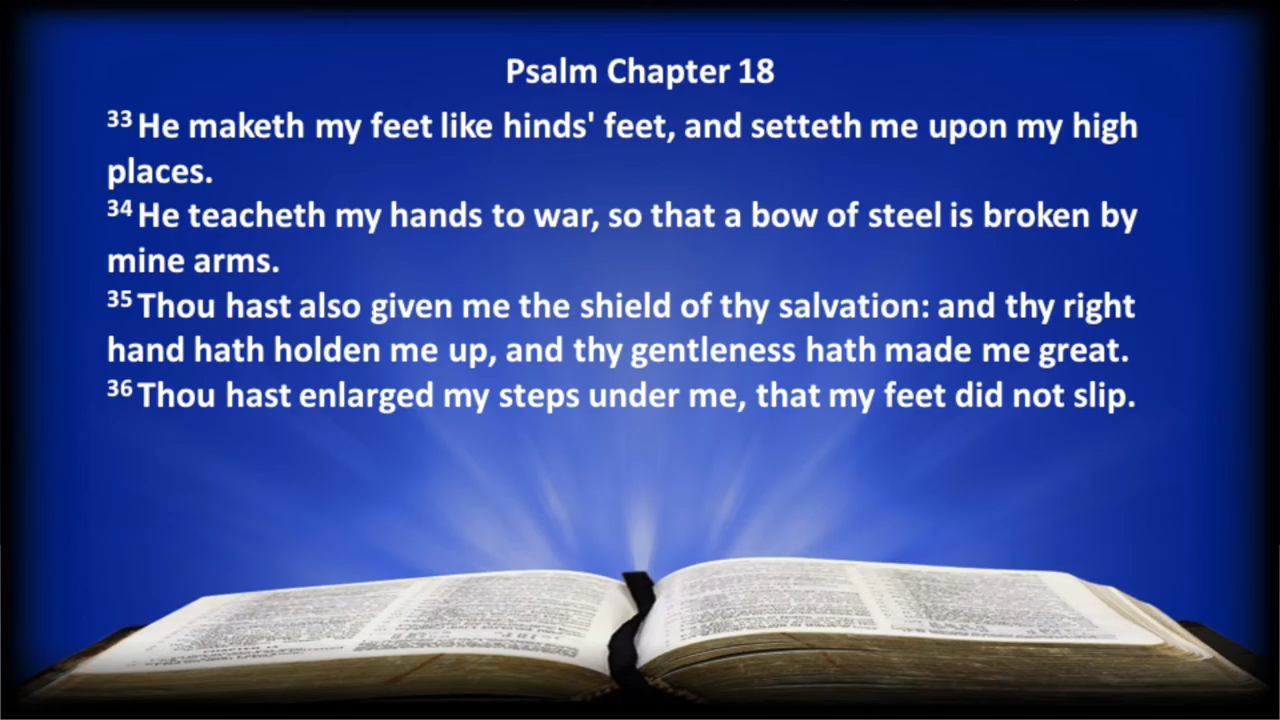 Psalm Chapter 18
33 He maketh my feet like hinds' feet, and setteth me upon my high
places.
34 He teacheth my hands to war, so that a bow of steel is broken by
mine arms.
35 Thou hast also given me the shield of thy salvation: and thy right
hand hath holden me up, and thy gentleness hath made me great.
36 Thou hast enlarged my steps under me, that my feet did not slip.